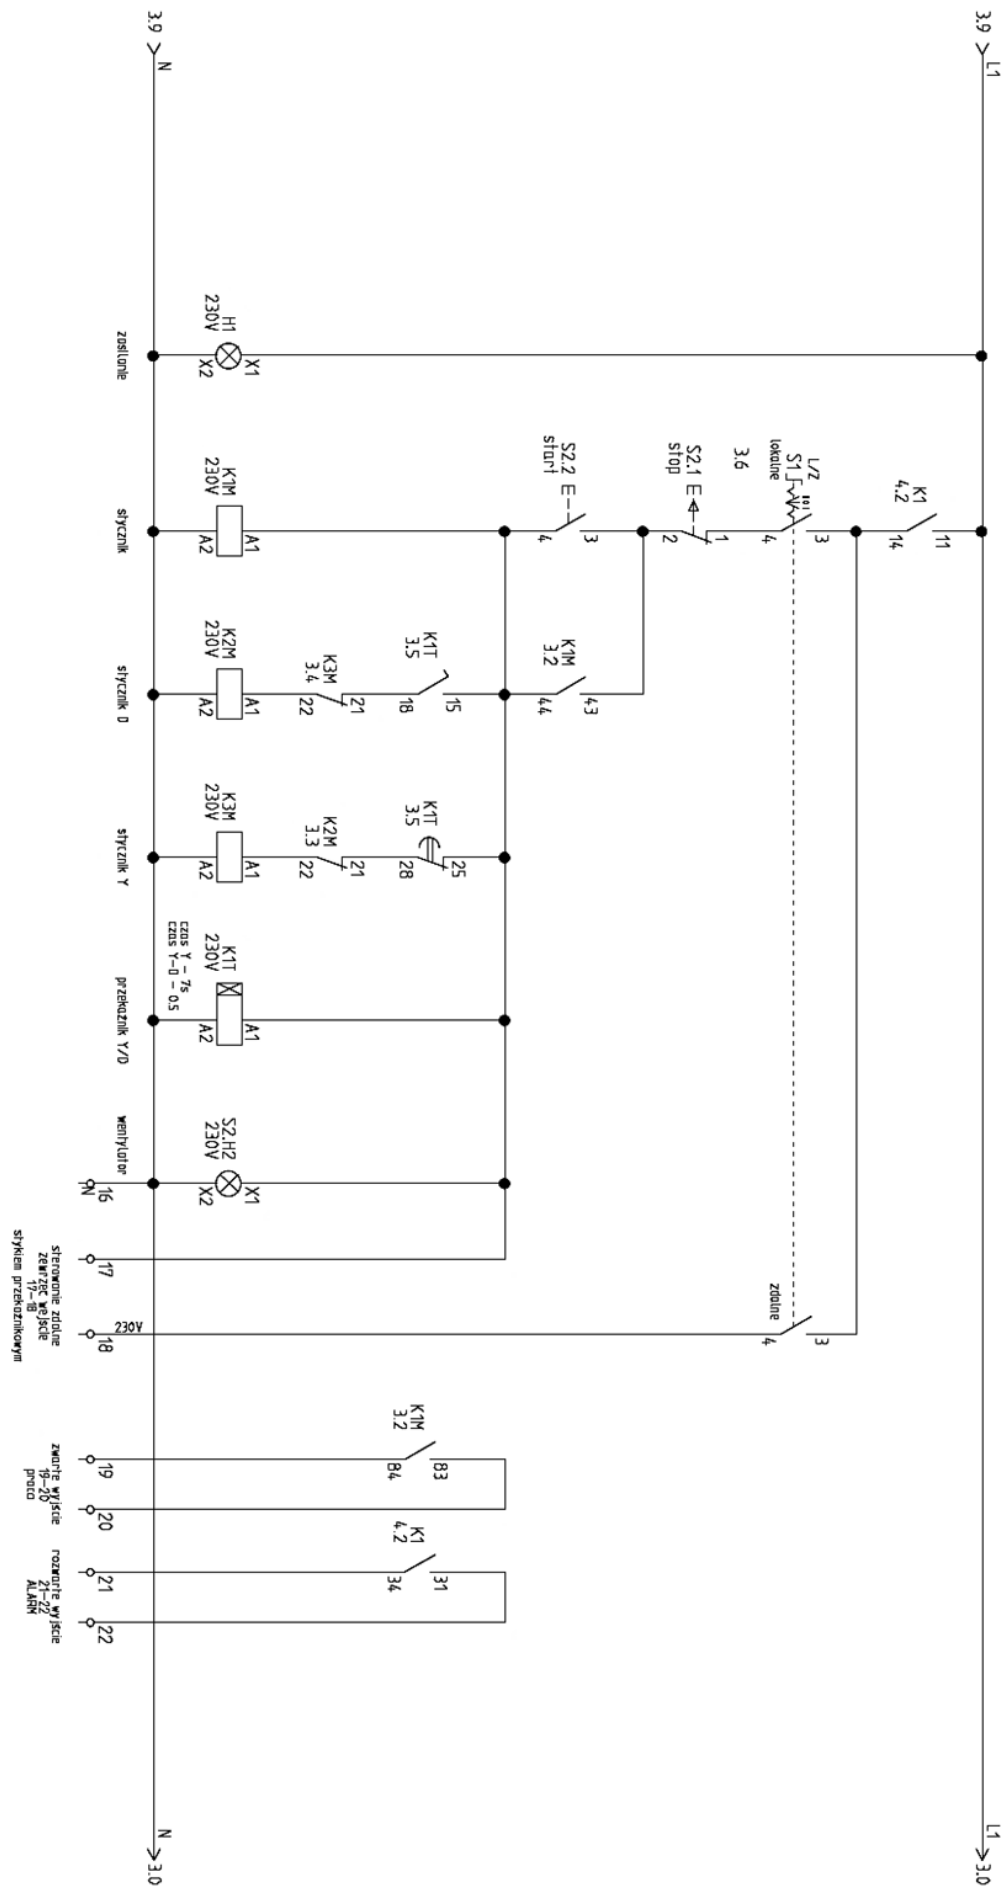 3.9
L1
L1
3.0
K1
4.2
11
14
L/Z
S1
lokalne
3.6
3
4
zdalne
3
4
S2.1
stop
1
2
S2.2
start
3
4
K1M
3.2
43
44
K1T
3.5
15
18
K3M
3.4
21
22
K1T
3.5
25
28
K2M
3.3
21
22
K1M
3.2
83
84
K1
4.2
31
34
H1
230V
X1
X2
K1M
230V
A1
A2
K2M
230V
A1
A2
K3M
230V
A1
A2
K1T
230V
A1
A2
czas Y - 7s
czas Y-D - 0.5
S2.H2
230V
X1
X2
3.9
N
N
3.0
230V
16
N
17
18
19
20
21
22
zasilanie
stycznik
stycznik D
stycznik Y
przekaźnik Y/D
wentylator
sterowanie zdalne
zewrzec wejscie
17-18
stykiem przekaźnikowym
zwarte wyjscie
19-20
praca
rozwarte wyjscie
21-22
ALARM